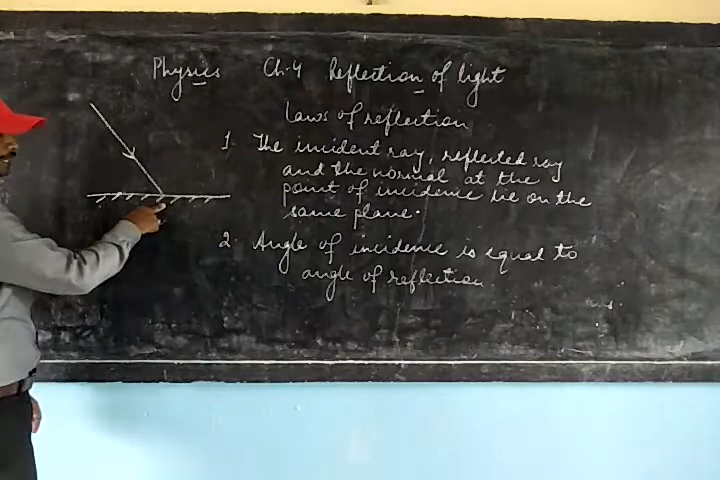 Physics Ch-4 Reflection of light
Laws of reflection
1. The incident ray, reflected ray
and the normal at the
point of incidence lie on the
same plane.
2. Angle of incidence is equal to
angle of reflection.